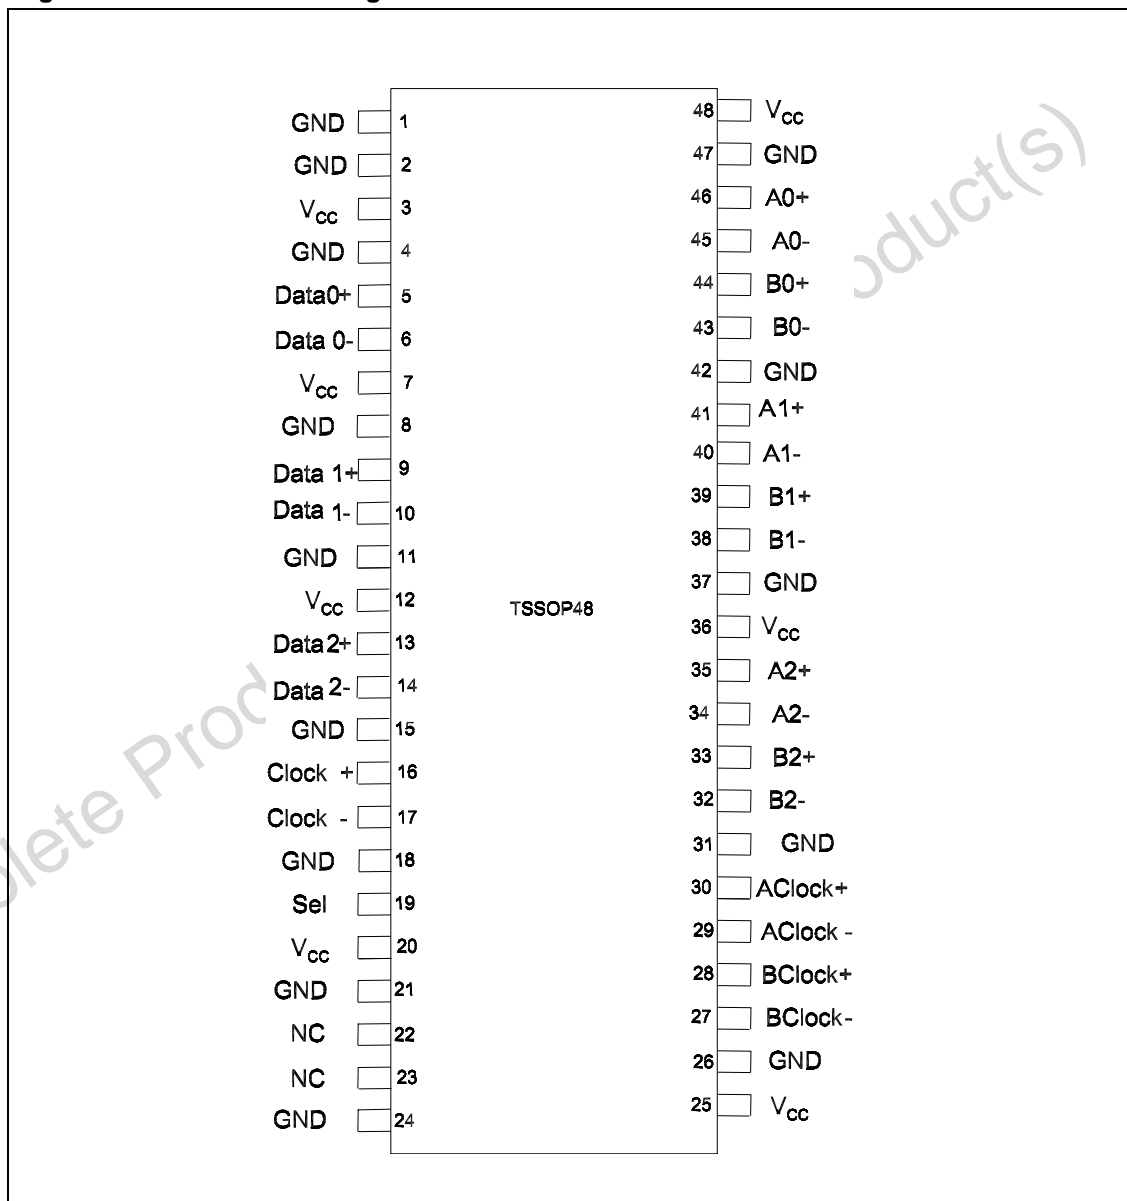 GND 1
GND 2
VCC 3
GND 4
Data0+ 5
Data 0- 6
VCC 7
GND 8
Data 1+ 9
Data 1- 10
GND 11
VCC 12
Data2+ 13
Data 2- 14
GND 15
Clock + 16
Clock - 17
GND 18
Sel 19
VCC 20
GND 21
NC 22
NC 23
GND 24
TSSOP48
48 VCC
47 GND
46 A0+
45 A0-
44 B0+
43 B0-
42 GND
41 A1+
40 A1-
39 B1+
38 B1-
37 GND
36 VCC
35 A2+
34 A2-
33 B2+
32 B2-
31 GND
30 AClock+
29 AClock -
28 BClock+
27 BClock-
26 GND
25 VCC